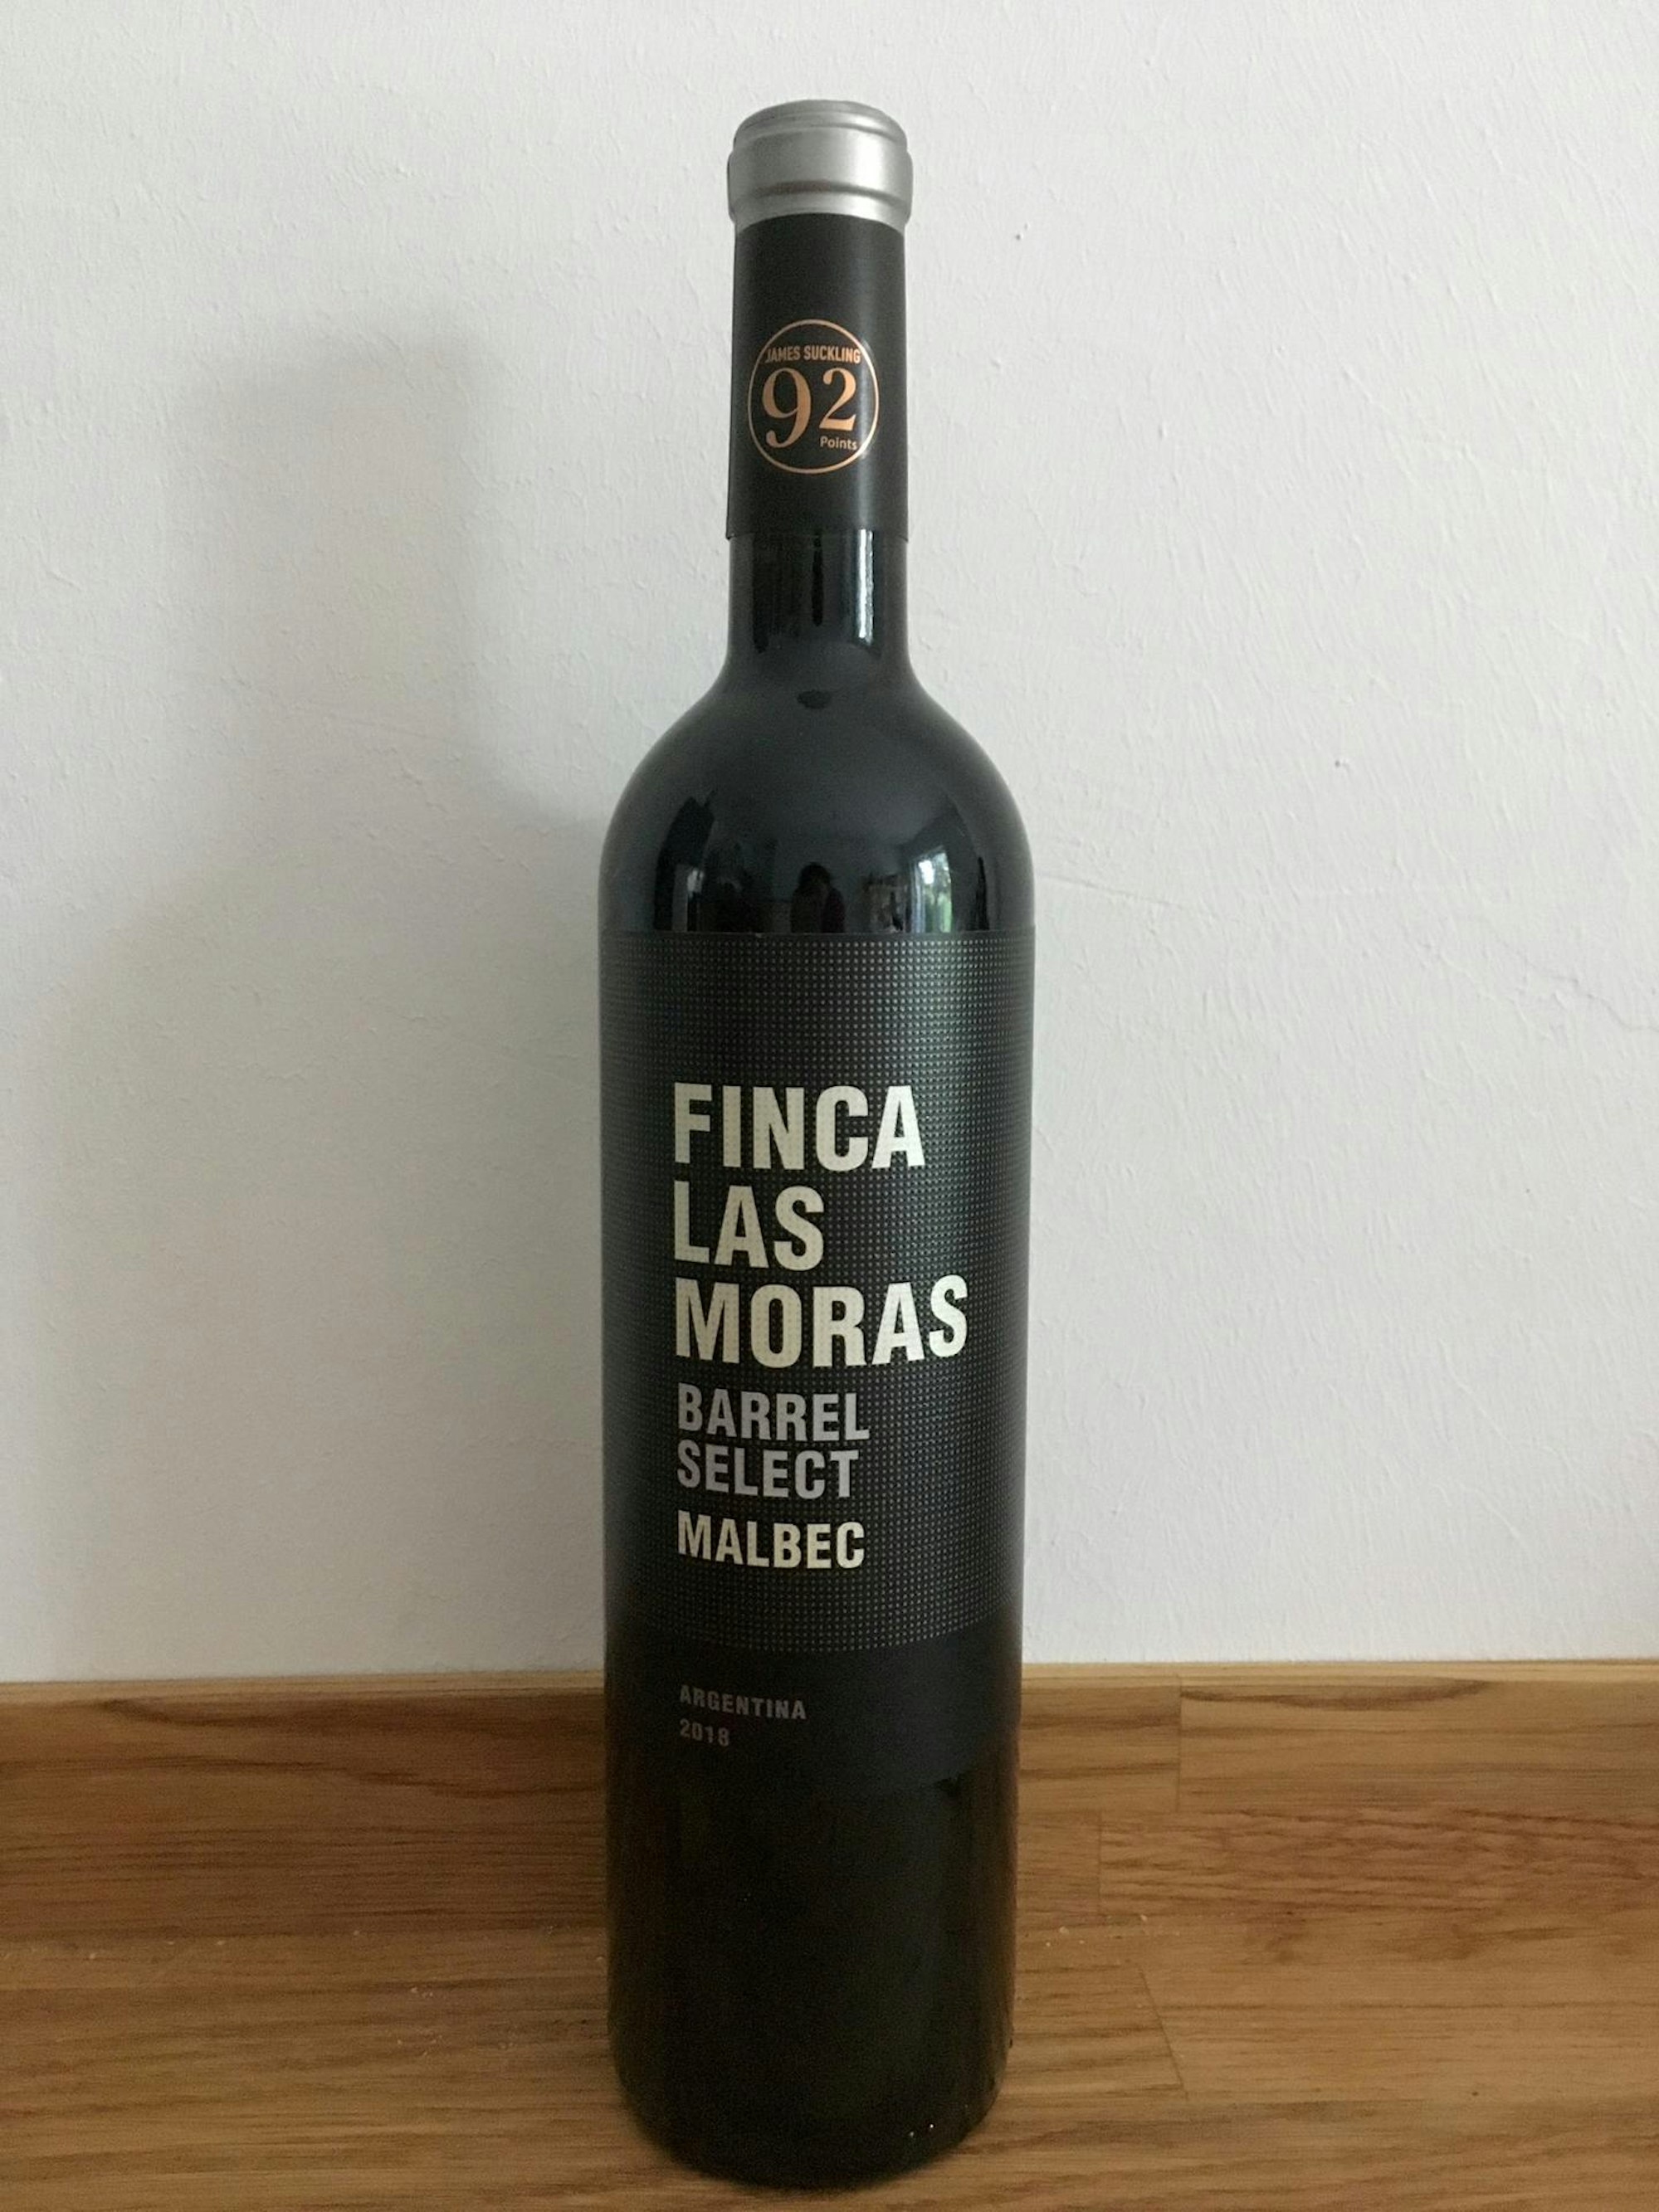 JAMES SUCKLING
92
Points
FINCA
LAS
MORAS
BARREL
SELECT
MALBEC
ARGENTINA
2018